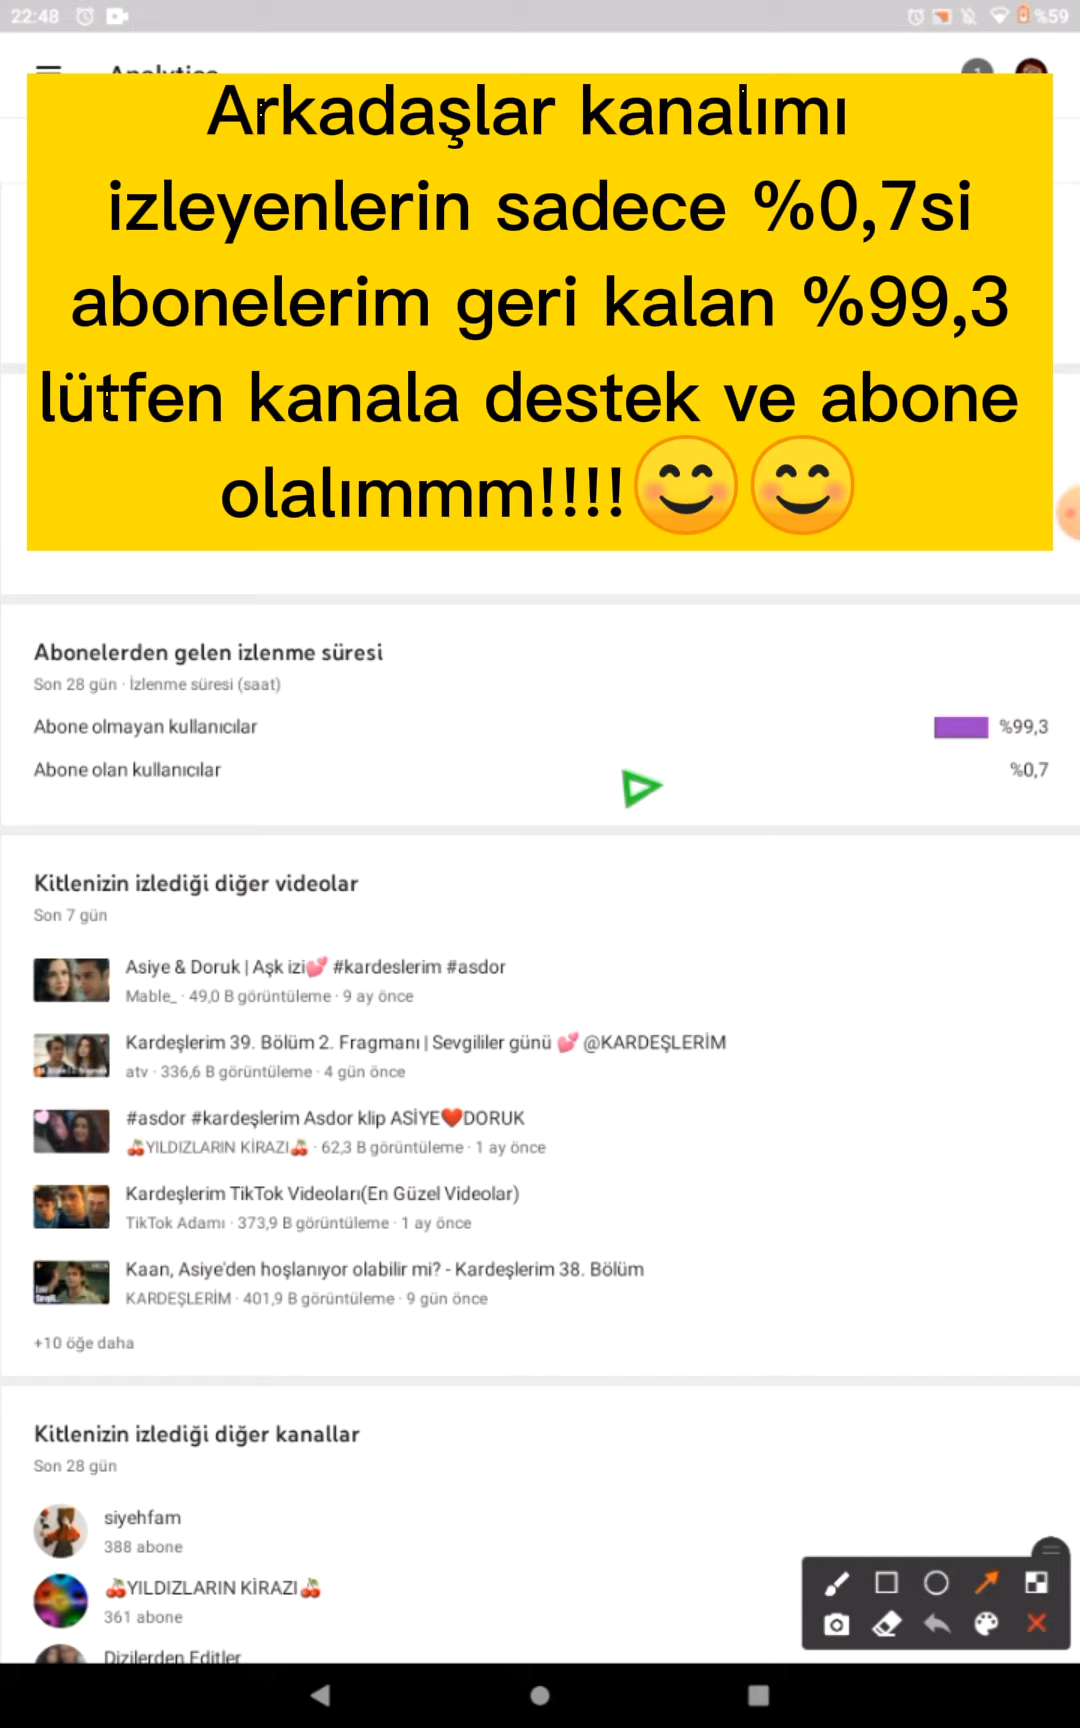 22:48
%59
Analytics
Arkadaşlar kanalımı
izleyenlerin sadece %0,7si
abonelerim geri kalan %99,3
lütfen kanala destek ve abone
olalımmm!!!!😊😊
Abonelerden gelen izlenme süresi
Son 28 gün · İzlenme süresi (saat)
Abone olmayan kullanıcılar %99,3
Abone olan kullanıcılar %0,7
Kitlenizin izlediği diğer videolar
Son 7 gün
Asiye & Doruk | Aşk izi💕 #kardeslerim #asdor
Mable_ · 49,0 B görüntüleme · 9 ay önce
Kardeşlerim 39. Bölüm 2. Fragmanı | Sevgililer günü 💕 @KARDEŞLERİM
atv · 336,6 B görüntüleme · 4 gün önce
#asdor #kardeşlerim Asdor klip ASİYE❤️DORUK
🍒YILDIZLARIN KİRAZI🍒 · 62,3 B görüntüleme · 1 ay önce
Kardeşlerim TikTok Videoları(En Güzel Videolar)
TikTok Adamı · 373,9 B görüntüleme · 1 ay önce
Kaan, Asiye'den hoşlanıyor olabilir mi? - Kardeşlerim 38. Bölüm
KARDEŞLERİM · 401,9 B görüntüleme · 9 gün önce
+10 öğe daha
Kitlenizin izlediği diğer kanallar
Son 28 gün
siyehfam
388 abone
🍒YILDIZLARIN KİRAZI🍒
361 abone
Dizilerden Editler